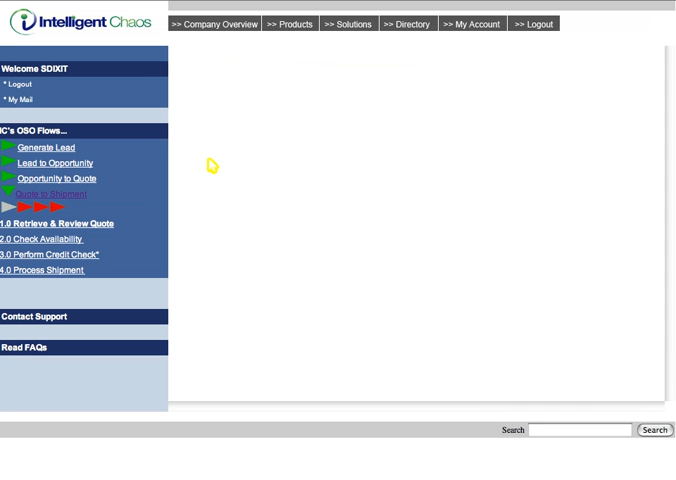 Intelligent Chaos
>> Company Overview >> Products >> Solutions >> Directory >> My Account >> Logout
Welcome SDIXIT
* Logout
* My Mail
IC's OSO Flows...
Generate Lead
Lead to Opportunity
Opportunity to Quote
Quote to Shipment
1.0 Retrieve & Review Quote
2.0 Check Availability
3.0 Perform Credit Check*
4.0 Process Shipment
Contact Support
Read FAQs
Search Search